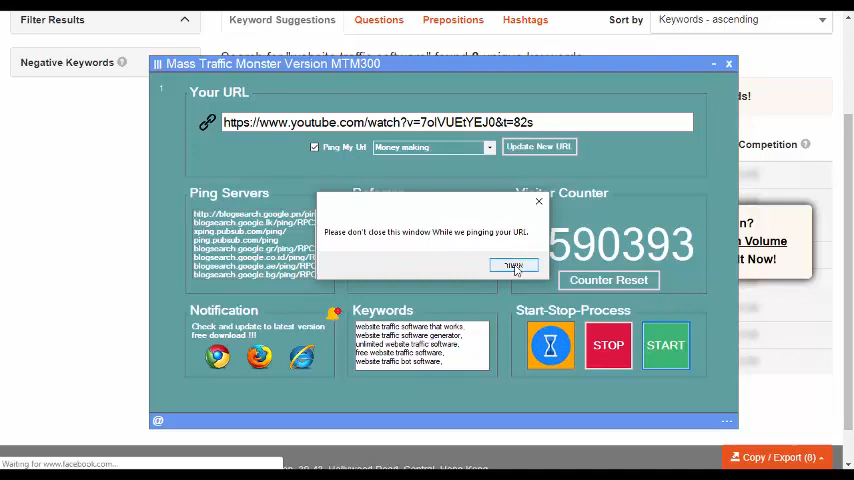 Filter Results
Keyword Suggestions
Questions
Prepositions
Hashtags
Sort by
Keywords - ascending
Negative Keywords ?
Mass Traffic Monster Version MTM300
- x
1
Your URL
https://www.youtube.com/watch?v=7olVUEtYEJ0&t=82s
Ping My Url
Money making
Update New URL
ds!
Competition ?
Ping Servers
Visitor Counter
http://blogsearch.google.pn/pin
blogsearch.google.lk/ping/RPC
xping.pubsub.com/ping/
ping.pubsub.com/ping
blogsearch.google.gr/ping/RPC
blogsearch.google.co.id/ping/R
blogsearch.google.ae/ping/RP
blogsearch.google.bg/ping/RP
Please don't close this window While we pinging your URL.
אישור
590393
Counter Reset
n?
h Volume
It Now!
Notification
Check and update to latest version
free download !!!
Keywords
website traffic software that works,
website traffic software generator,
unlimited website traffic software,
free website traffic software,
website traffic bot software,
Start-Stop-Process
STOP
START
@
...
Waiting for www.facebook.com...
Hollywood Road, Central, Hong Kong
Copy / Export (8)